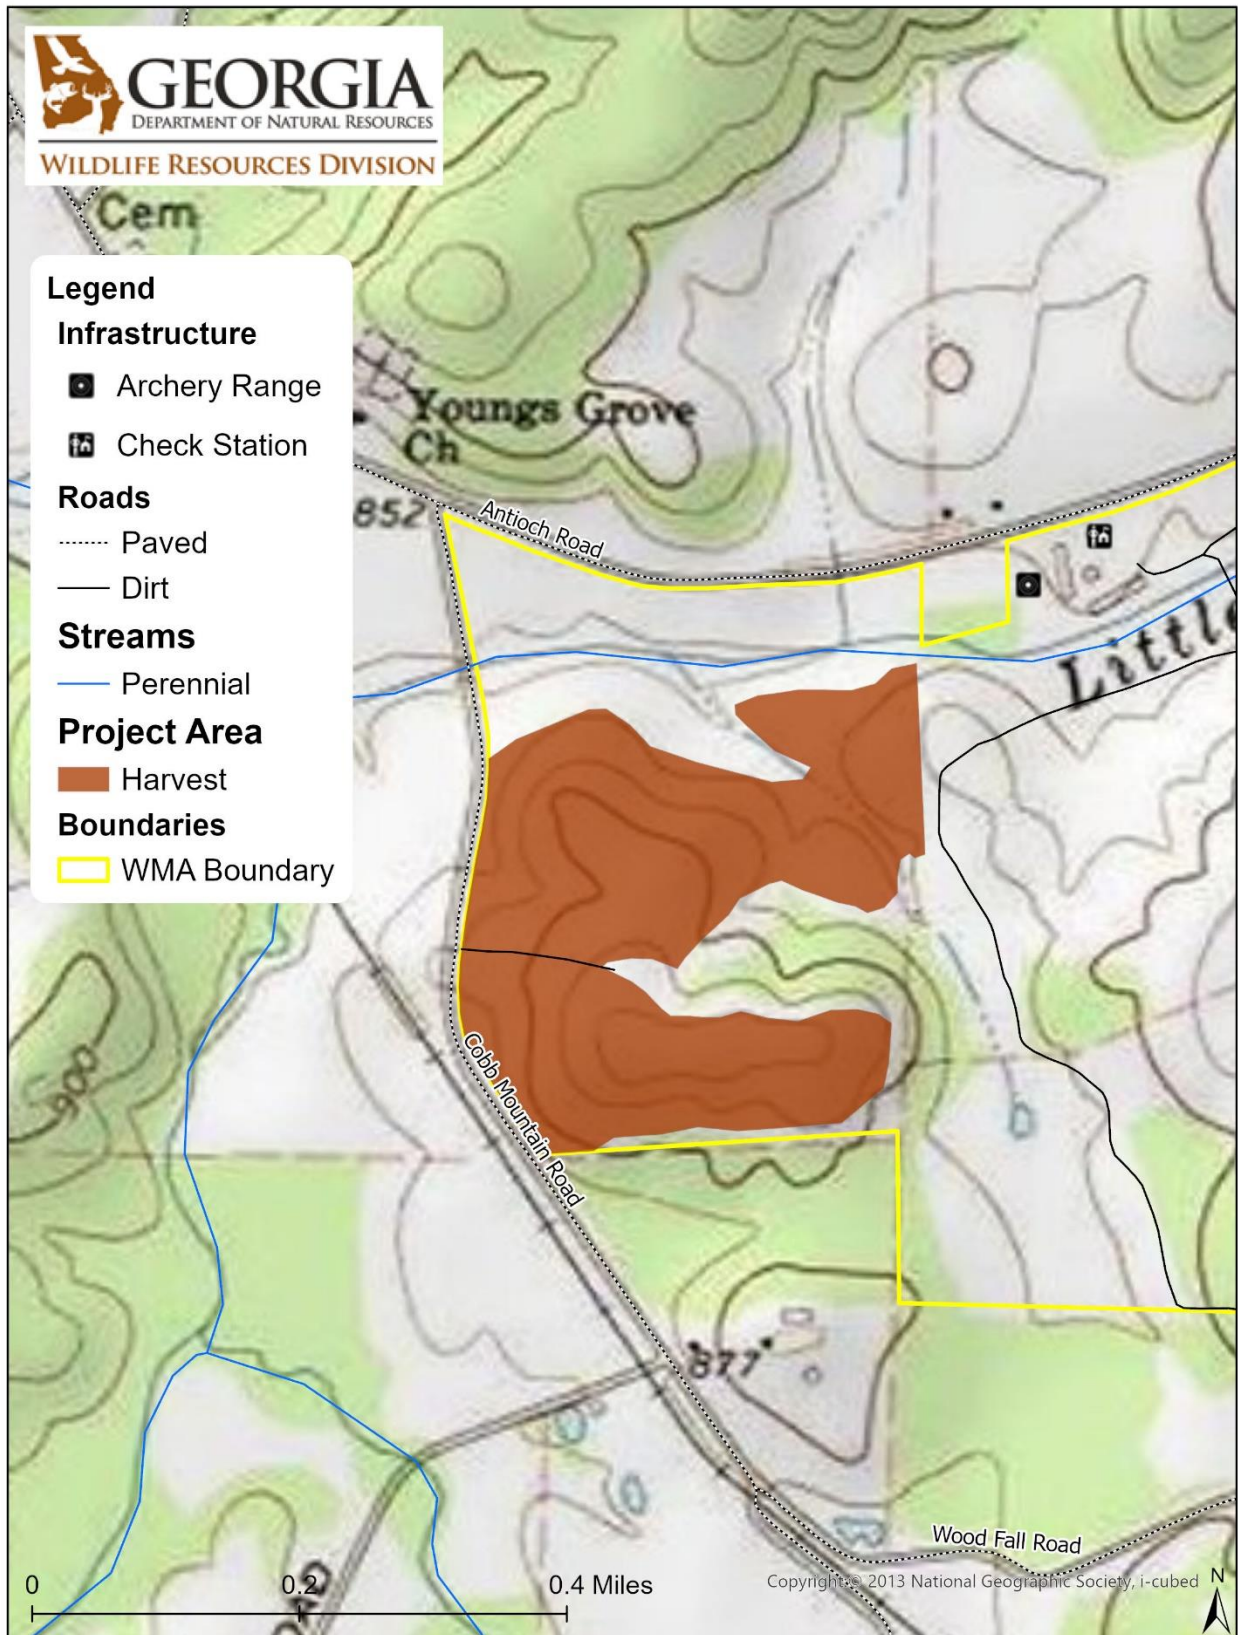 GEORGIA
DEPARTMENT OF NATURAL RESOURCES
WILDLIFE RESOURCES DIVISION
Cem
Legend
Infrastructure
Archery Range
Check Station
Roads
Paved
Dirt
Streams
Perennial
Project Area
Harvest
Boundaries
WMA Boundary
Youngs Grove
Ch
852
Antioch Road
Little
Cobb Mountain Road
900
877
Wood Fall Road
0
0.2
0.4 Miles
Copyright:© 2013 National Geographic Society, i-cubed
N